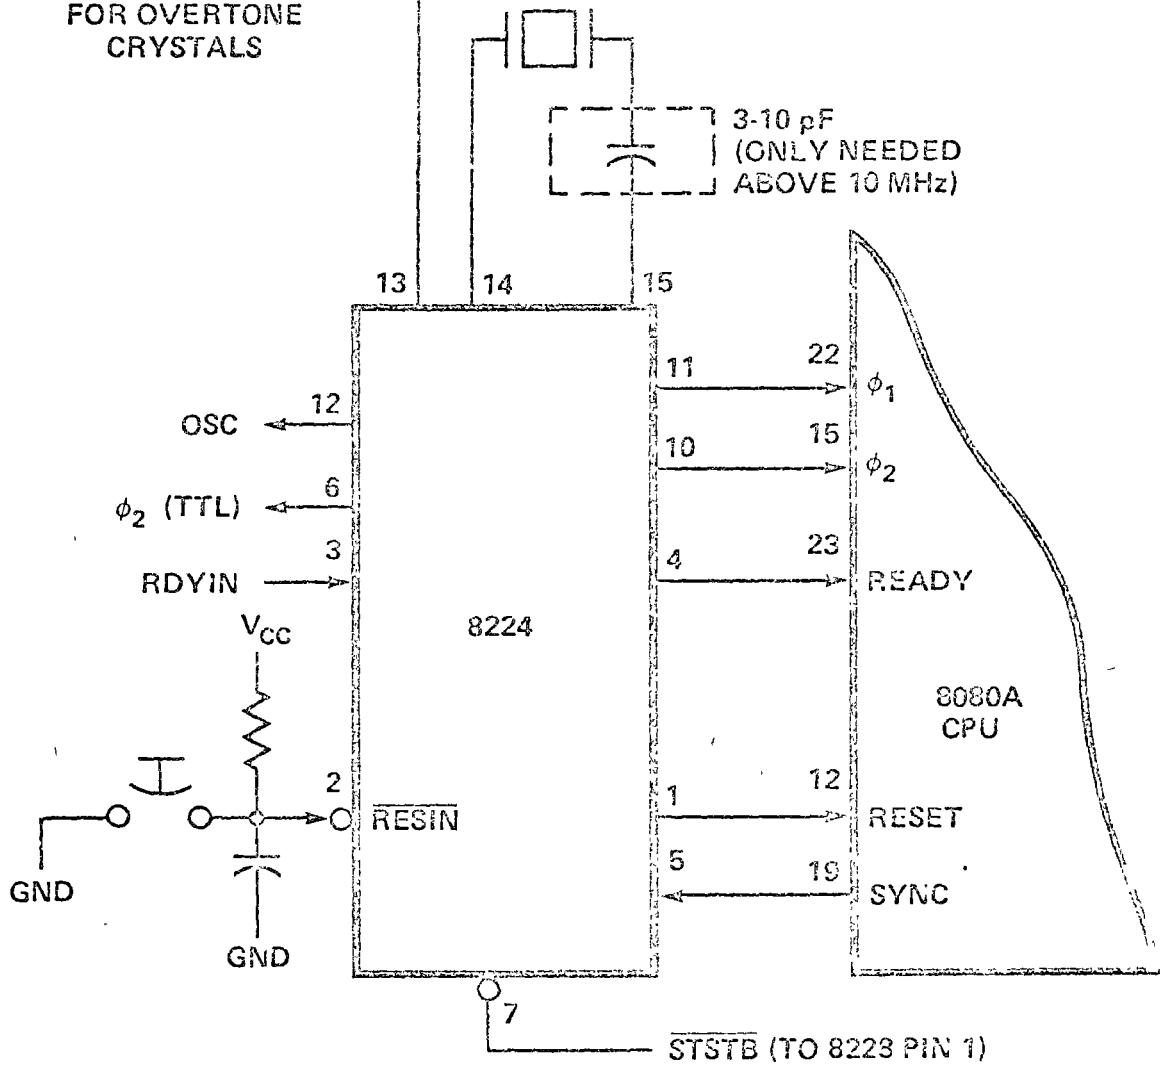 FOR OVERTONE
CRYSTALS
3-10 pF
(ONLY NEEDED
ABOVE 10 MHz)
13
14
15
11
22
ϕ1
12
OSC
10
15
ϕ2
6
ϕ2 (TTL)
3
RDYIN
4
23
READY
VCC
8224
8080A
CPU
2
RESIN
1
12
RESET
5
19
SYNC
GND
GND
7
STSTB (TO 8228 PIN 1)